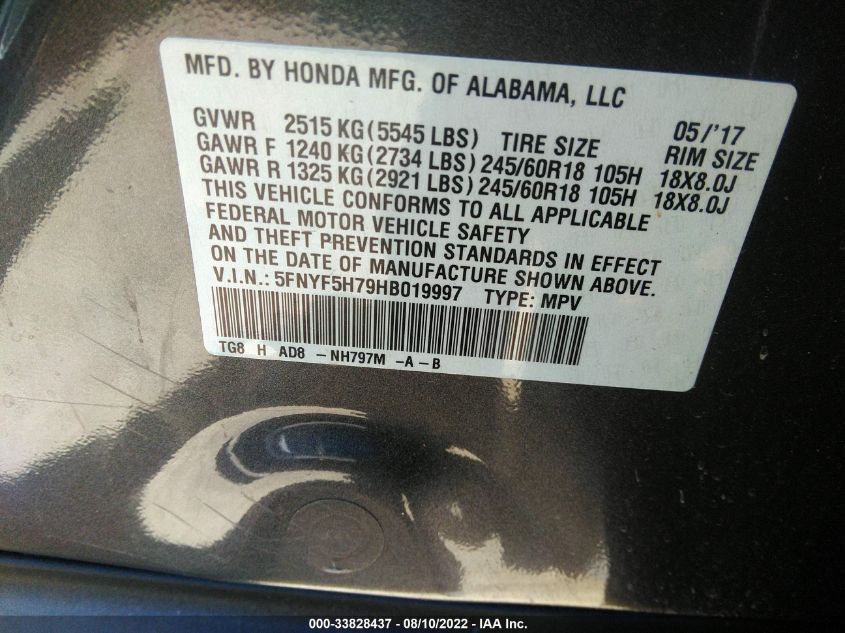 MFD. BY HONDA MFG. OF ALABAMA, LLC
GVWR 2515 KG(5545 LBS) TIRE SIZE 05/'17 RIM SIZE
GAWR F 1240 KG(2734 LBS) 245/60R18 105H 18X8.0J
GAWR R 1325 KG(2921 LBS) 245/60R18 105H 18X8.0J
THIS VEHICLE CONFORMS TO ALL APPLICABLE
FEDERAL MOTOR VEHICLE SAFETY
AND THEFT PREVENTION STANDARDS IN EFFECT
ON THE DATE OF MANUFACTURE SHOWN ABOVE.
V.I.N.: 5FNYF5H79HB019997 TYPE: MPV
TG8 H AD8 -NH797M -A-B
000-33828437 - 08/10/2022 - IAA Inc.